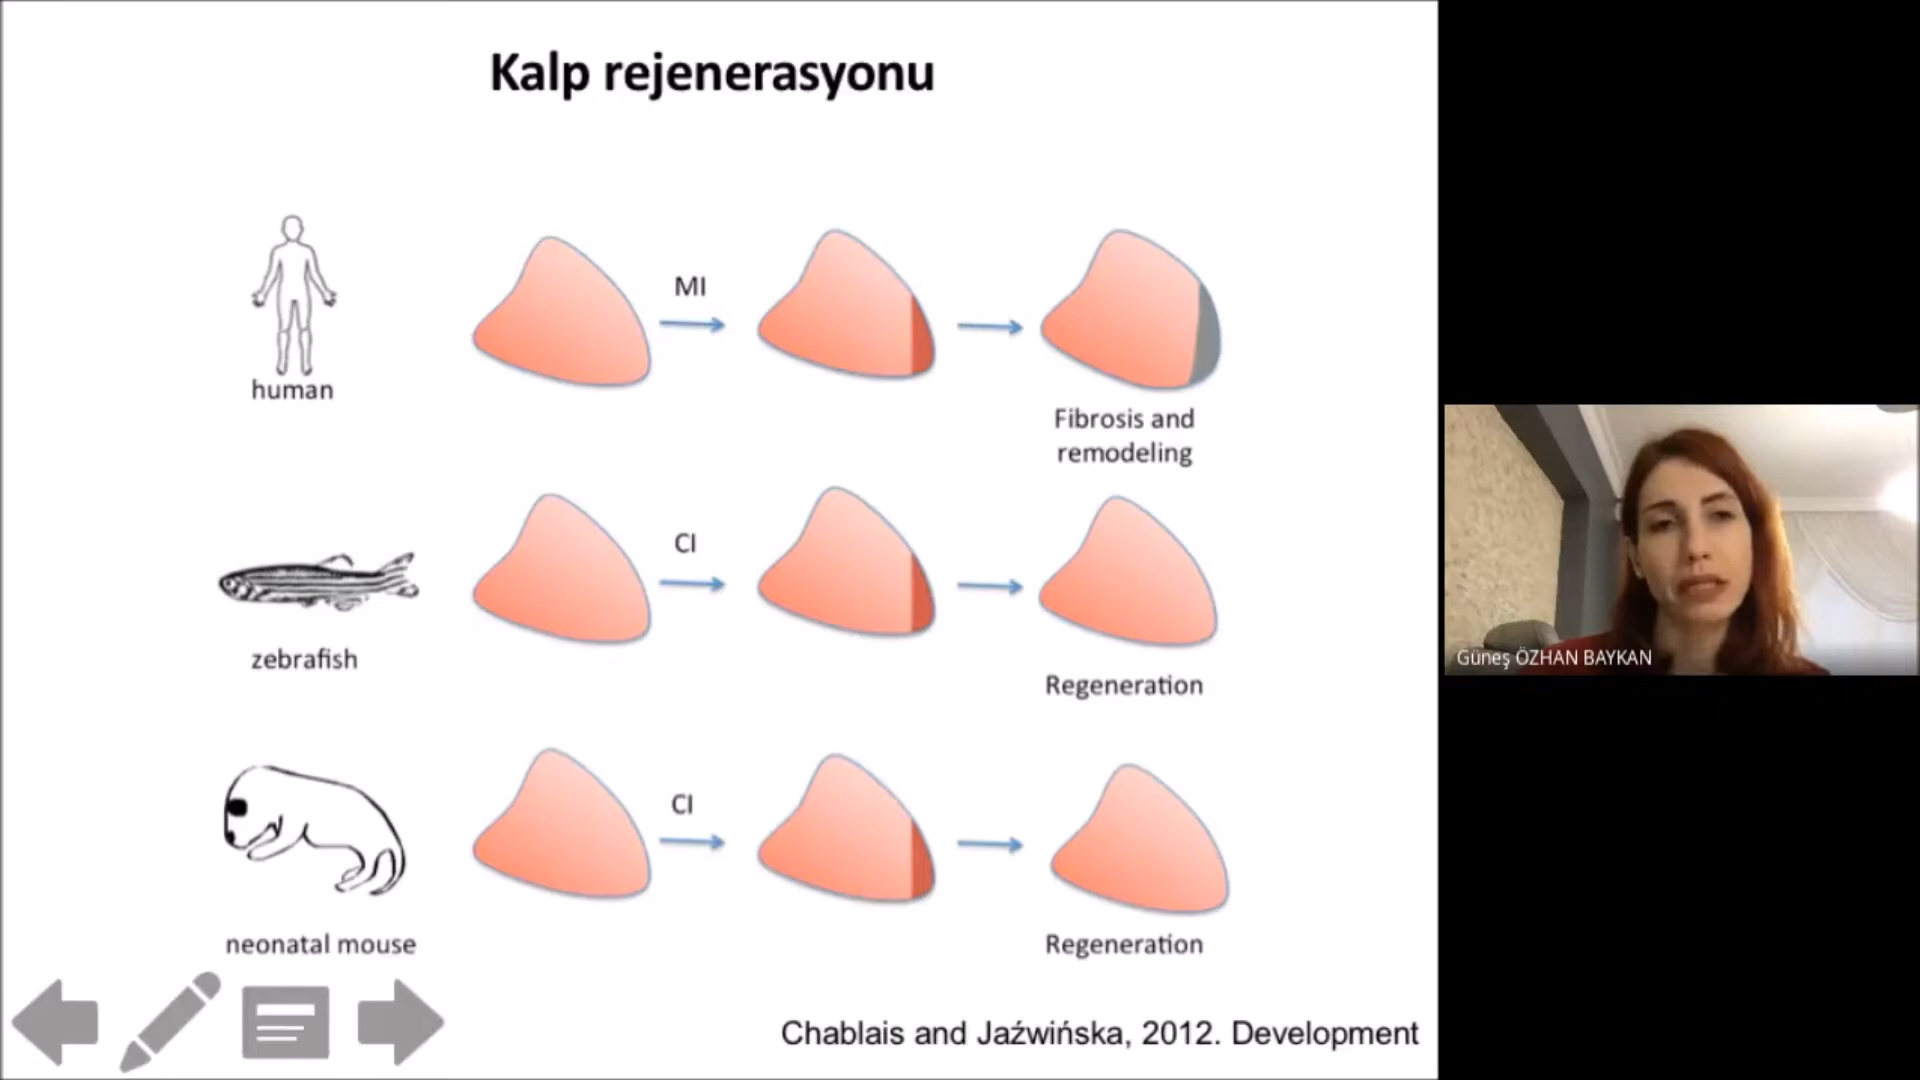 Kalp rejenerasyonu
MI
human
Fibrosis and
remodeling
CI
zebrafish
Regeneration
CI
neonatal mouse
Regeneration
Chablais and Jaźwińska, 2012. Development
Güneş ÖZHAN BAYKAN